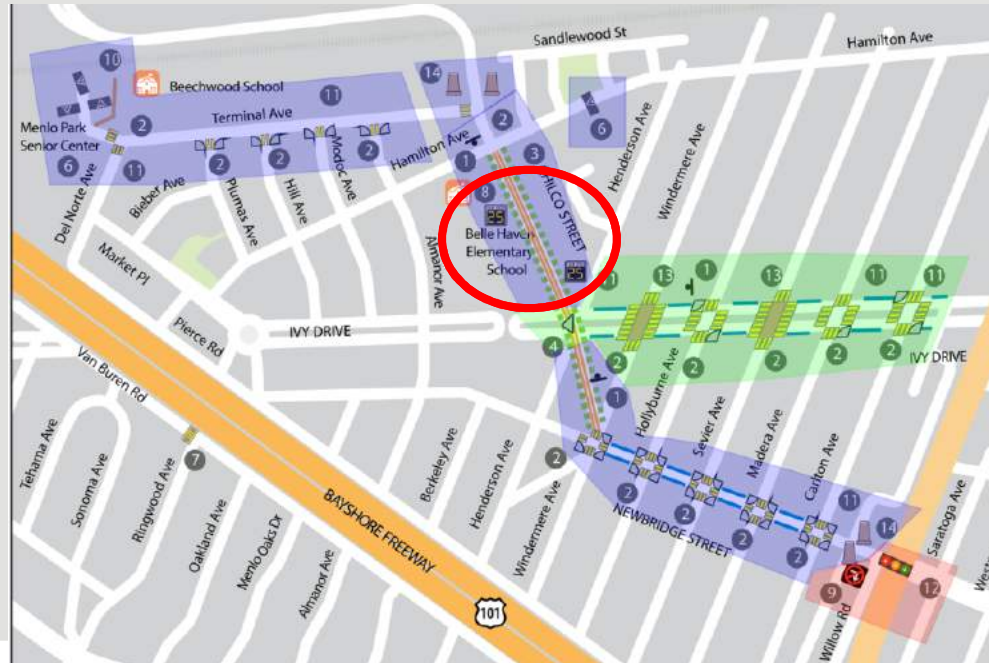 Sandlewood St
Hamilton Ave
10
Beechwood School
14
11
Terminal Ave
2
Menlo Park
Senior Center
6
11
2
2
2
2
Hamilton Ave
1
2
3
6
Henderson Ave
Windermere Ave
Del Norte Ave
Bieber Ave
Plumas Ave
Hill Ave
Modoc Ave
8
25
HILCO STREET
Belle Haven
Elementary
School
25
Almanor Ave
Market Pl
Pierce Rd
IVY DRIVE
4
1
13
1
13
11
11
2
2
2
2
2
IVY DRIVE
Van Buren Rd
1
Hollyburne Ave
Sevier Ave
Madera Ave
Carlton Ave
Tehama Ave
Sonoma Ave
Ringwood Ave
7
Oakland Ave
Menlo Oaks Dr
Almanor Ave
Berkeley Ave
Henderson Ave
Windermere Ave
2
2
2
2
2
11
14
NEWBRIDGE STREET
BAYSHORE FREEWAY
101
9
12
Willow Rd
Saratoga Ave